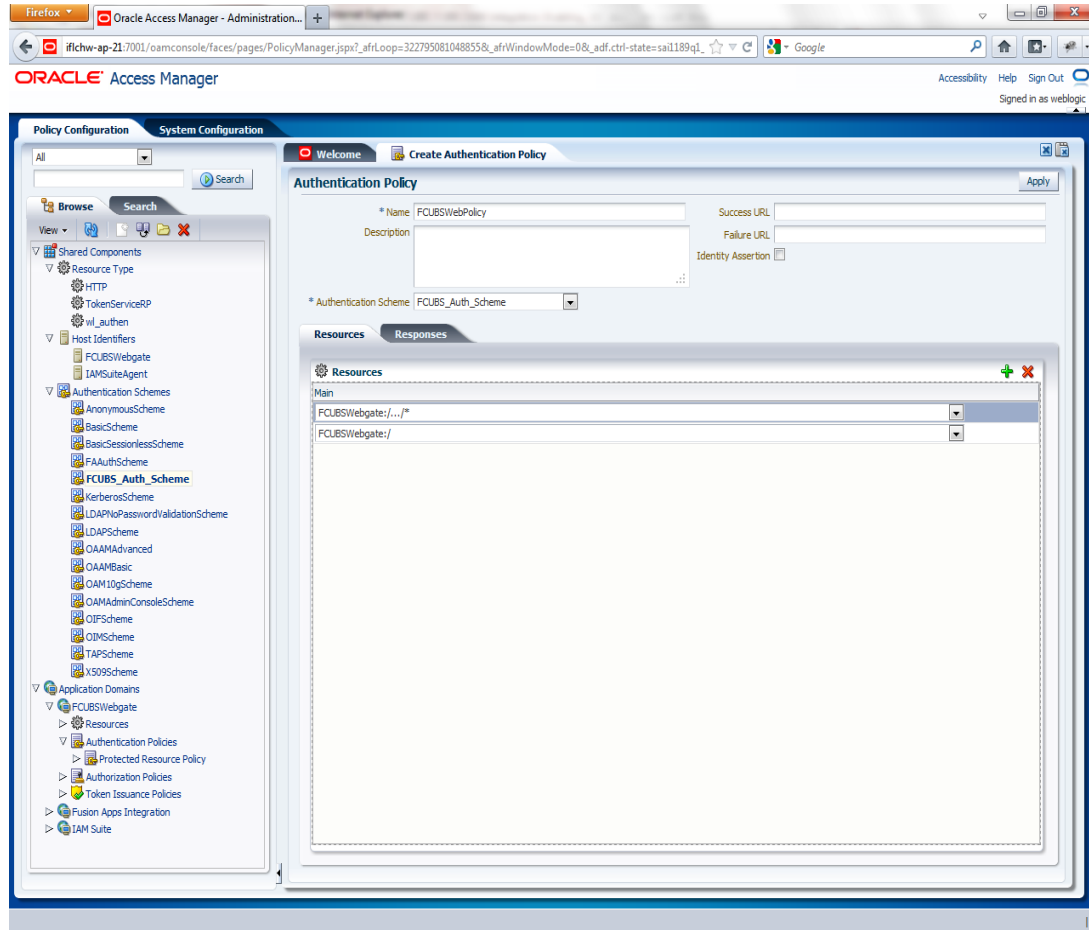 Firefox
Oracle Access Manager - Administration...
iflchw-ap-21:7001/oamconsole/faces/pages/PolicyManager.jspx?_afrLoop=322795081048855&_afrWindowMode=0&_adf.ctrl-state=sai1189q1_
Google
ORACLE Access Manager
Accessibility Help Sign Out
Signed in as weblogic
Policy Configuration System Configuration
All
Search
Browse Search
View
Shared Components
Resource Type
HTTP
TokenServiceRP
wl_authen
Host Identifiers
FCUBSWebgate
IAMSuiteAgent
Authentication Schemes
AnonymousScheme
BasicScheme
BasicSessionlessScheme
FAAuthScheme
FCUBS_Auth_Scheme
KerberosScheme
LDAPNoPasswordValidationScheme
LDAPScheme
OAAMAdvanced
OAAMBasic
OAM10gScheme
OAMAdminConsoleScheme
OIFScheme
OIMScheme
TAPScheme
X509Scheme
Application Domains
FCUBSWebgate
Resources
Authentication Policies
Protected Resource Policy
Authorization Policies
Token Issuance Policies
Fusion Apps Integration
IAM Suite
Welcome Create Authentication Policy
Authentication Policy
Apply
* Name FCUBSWebPolicy
Description
* Authentication Scheme FCUBS_Auth_Scheme
Success URL
Failure URL
Identity Assertion
Resources Responses
Resources
Main
FCUBSWebgate:/.../*
FCUBSWebgate:/